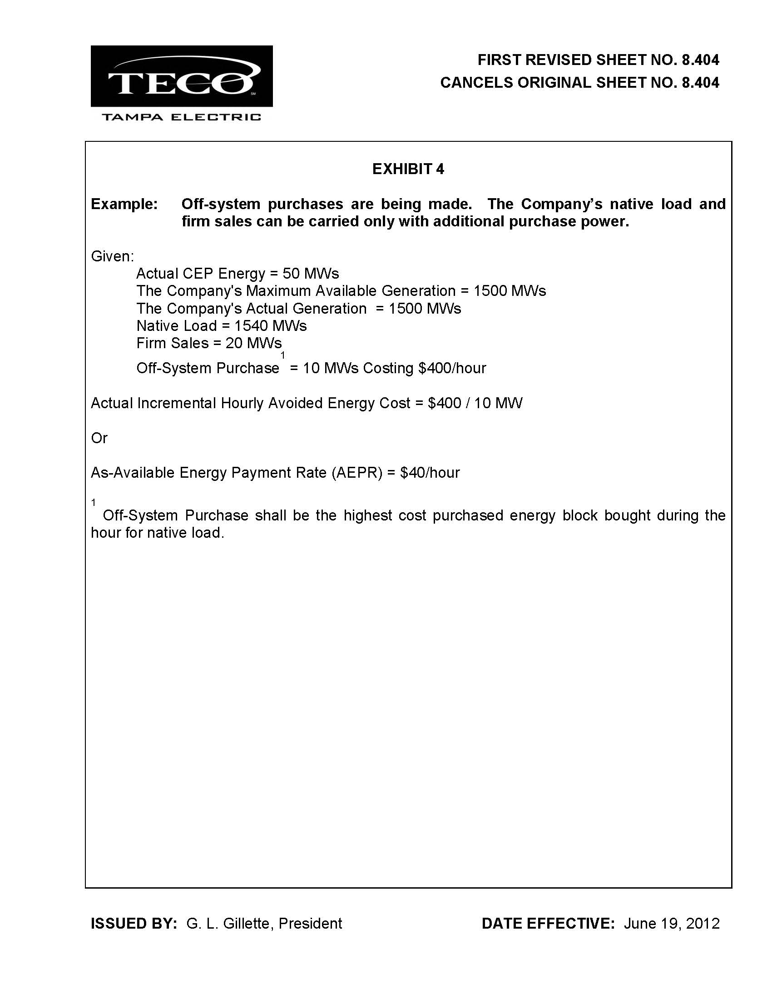 TECO
SM
TAMPA ELECTRIC
FIRST REVISED SHEET NO. 8.404
CANCELS ORIGINAL SHEET NO. 8.404
EXHIBIT 4
Example: Off-system purchases are being made. The Company’s native load and
firm sales can be carried only with additional purchase power.
Given:
Actual CEP Energy = 50 MWs
The Company's Maximum Available Generation = 1500 MWs
The Company's Actual Generation = 1500 MWs
Native Load = 1540 MWs
Firm Sales = 20 MWs
Off-System Purchase1 = 10 MWs Costing $400/hour
Actual Incremental Hourly Avoided Energy Cost = $400 / 10 MW
Or
As-Available Energy Payment Rate (AEPR) = $40/hour
1 Off-System Purchase shall be the highest cost purchased energy block bought during the
hour for native load.
ISSUED BY: G. L. Gillette, President
DATE EFFECTIVE: June 19, 2012